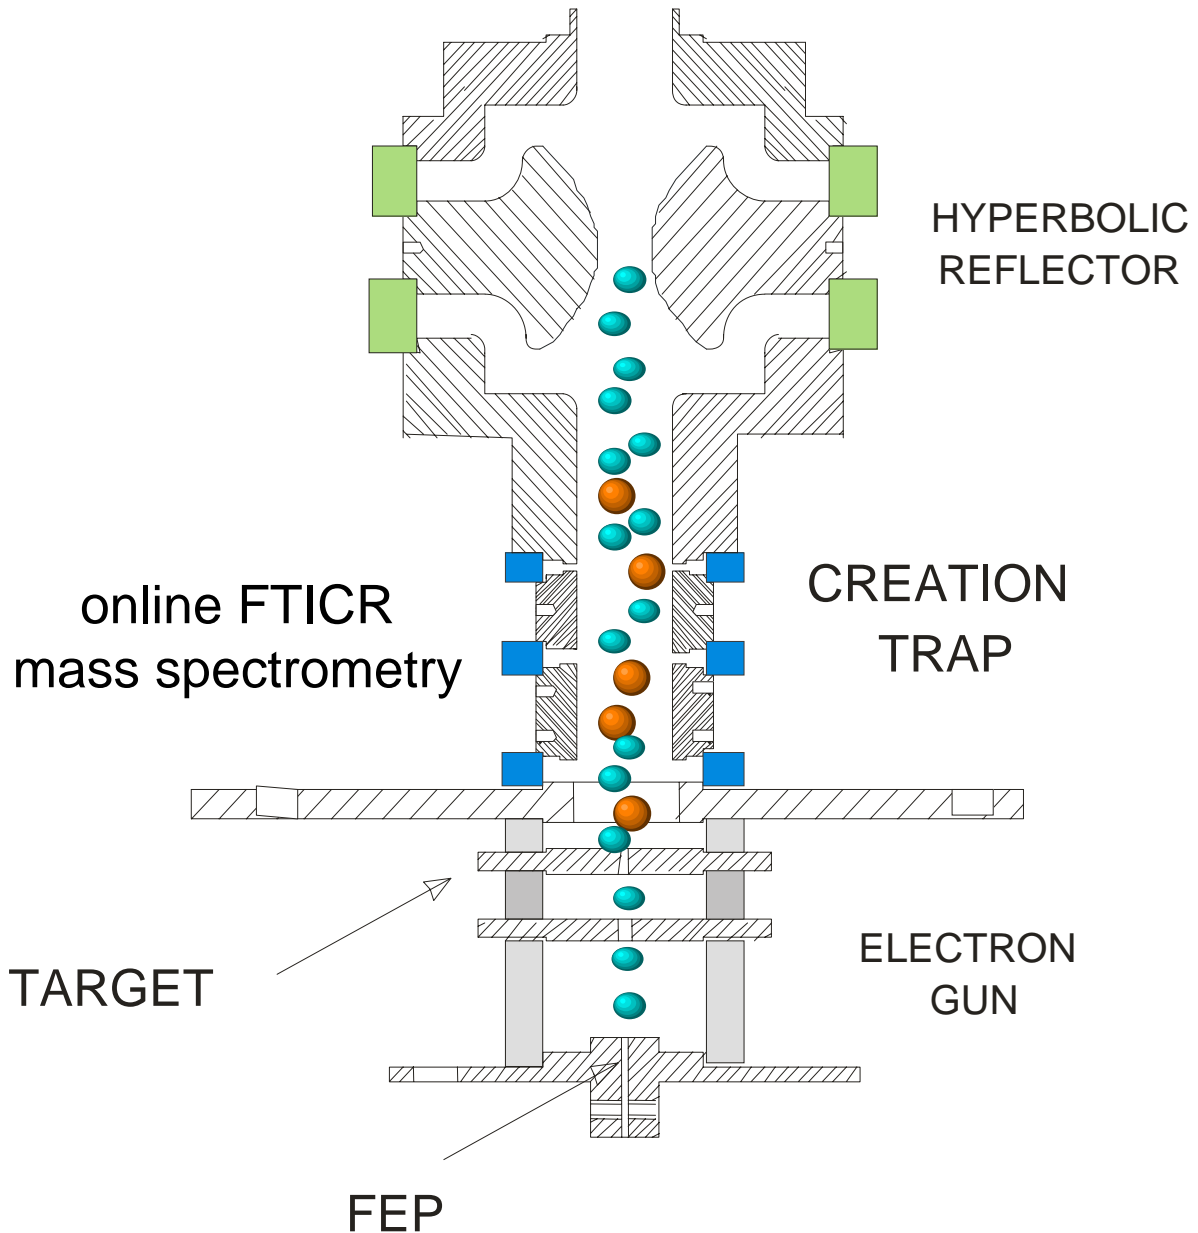 HYPERBOLIC
REFLECTOR
online FTICR
mass spectrometry
CREATION
TRAP
TARGET
ELECTRON
GUN
FEP